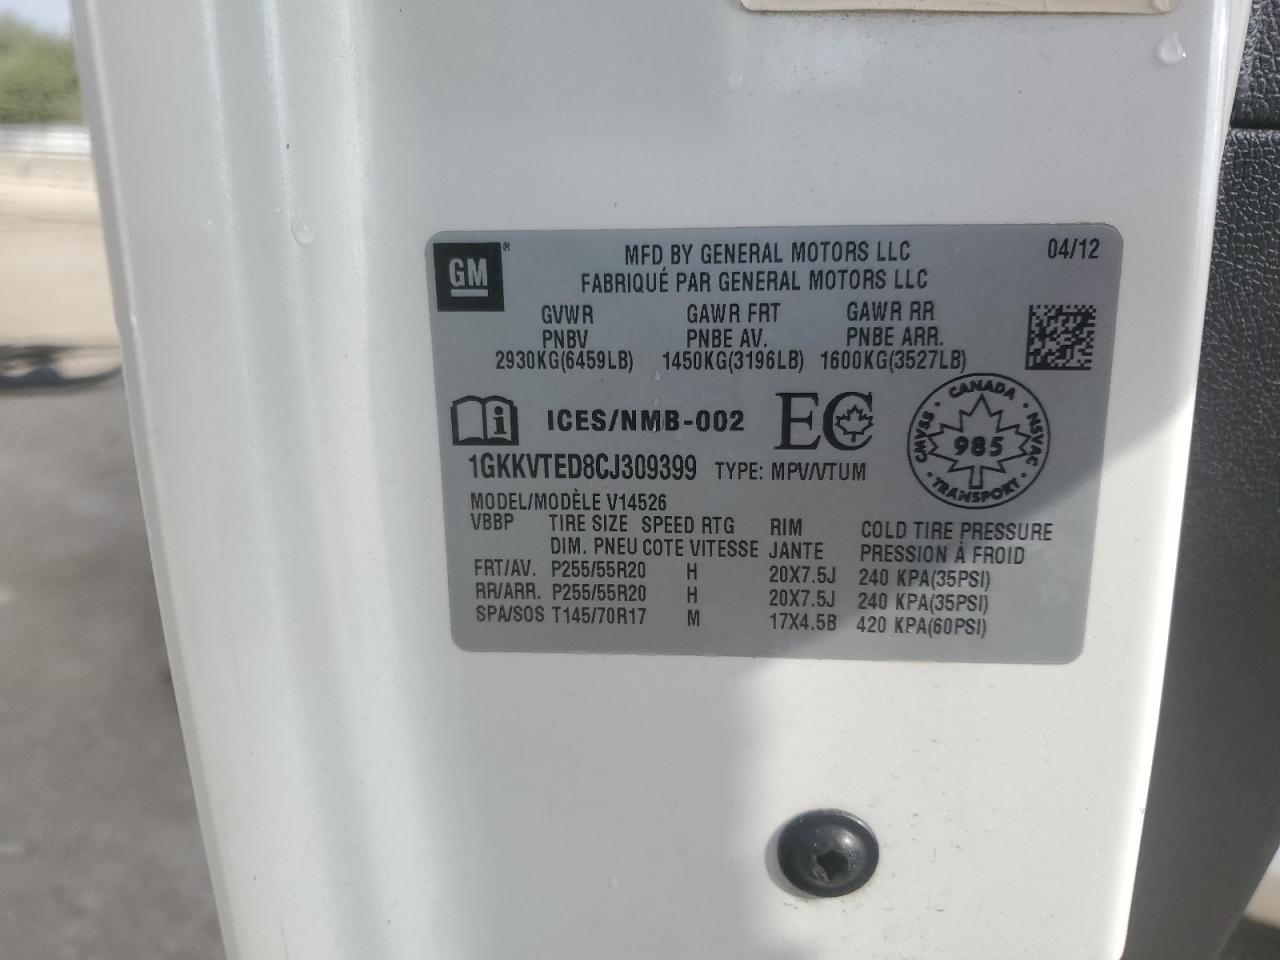 GM ® MFD BY GENERAL MOTORS LLC 04/12
FABRIQUÉ PAR GENERAL MOTORS LLC
GVWR GAWR FRT GAWR RR
PNBV PNBE AV. PNBE ARR.
2930KG(6459LB) 1450KG(3196LB) 1600KG(3527LB)
ICES/NMB-002 EC
CANADA
CMVSS 985 NSVAC
TRANSPORT
1GKKVTED8CJ309399 TYPE: MPV/VTUM
MODEL/MODÈLE V14526
VBBP TIRE SIZE SPEED RTG RIM COLD TIRE PRESSURE
DIM. PNEU COTE VITESSE JANTE PRESSION À FROID
FRT/AV. P255/55R20 H 20X7.5J 240 KPA(35PSI)
RR/ARR. P255/55R20 H 20X7.5J 240 KPA(35PSI)
SPA/SOS T145/70R17 M 17X4.5B 420 KPA(60PSI)